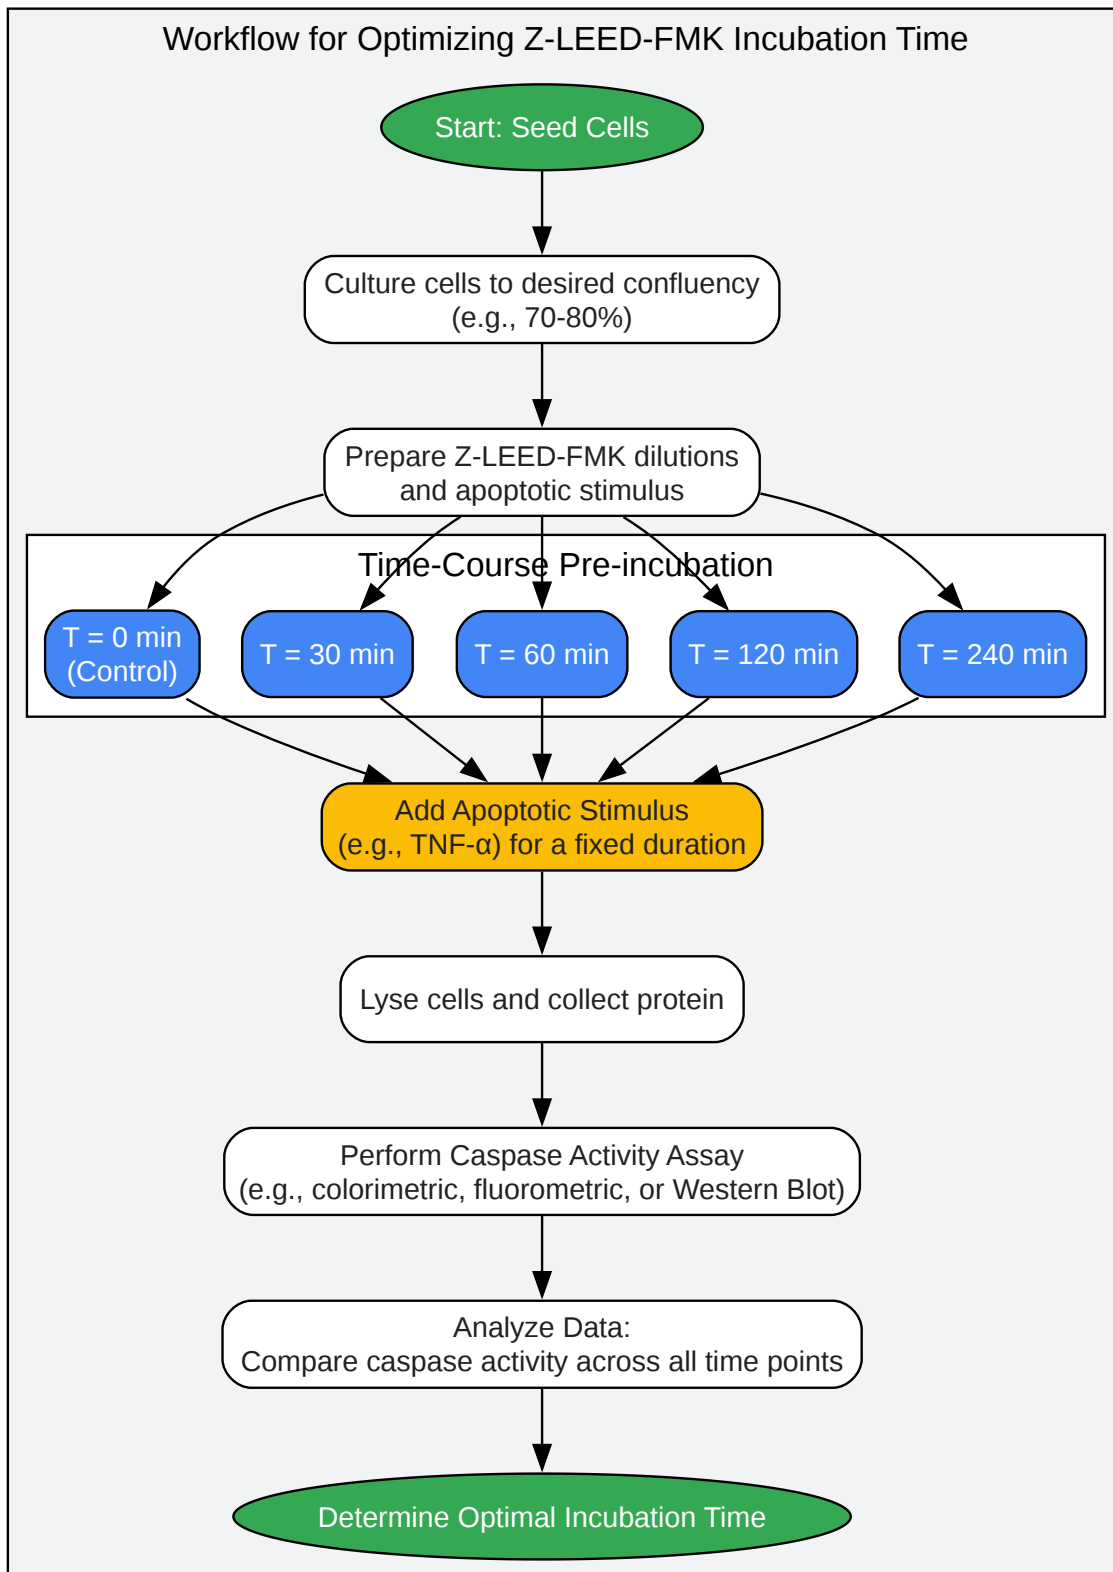 Workflow for Optimizing Z-LEED-FMK Incubation Time
Start: Seed Cells
Culture cells to desired confluency
(e.g., 70-80%)
Prepare Z-LEED-FMK dilutions
and apoptotic stimulus
Time-Course Pre-incubation
T = 0 min
(Control)
T = 30 min
T = 60 min
T = 120 min
T = 240 min
Add Apoptotic Stimulus
(e.g., TNF-α) for a fixed duration
Lyse cells and collect protein
Perform Caspase Activity Assay
(e.g., colorimetric, fluorometric, or Western Blot)
Analyze Data:
Compare caspase activity across all time points
Determine Optimal Incubation Time